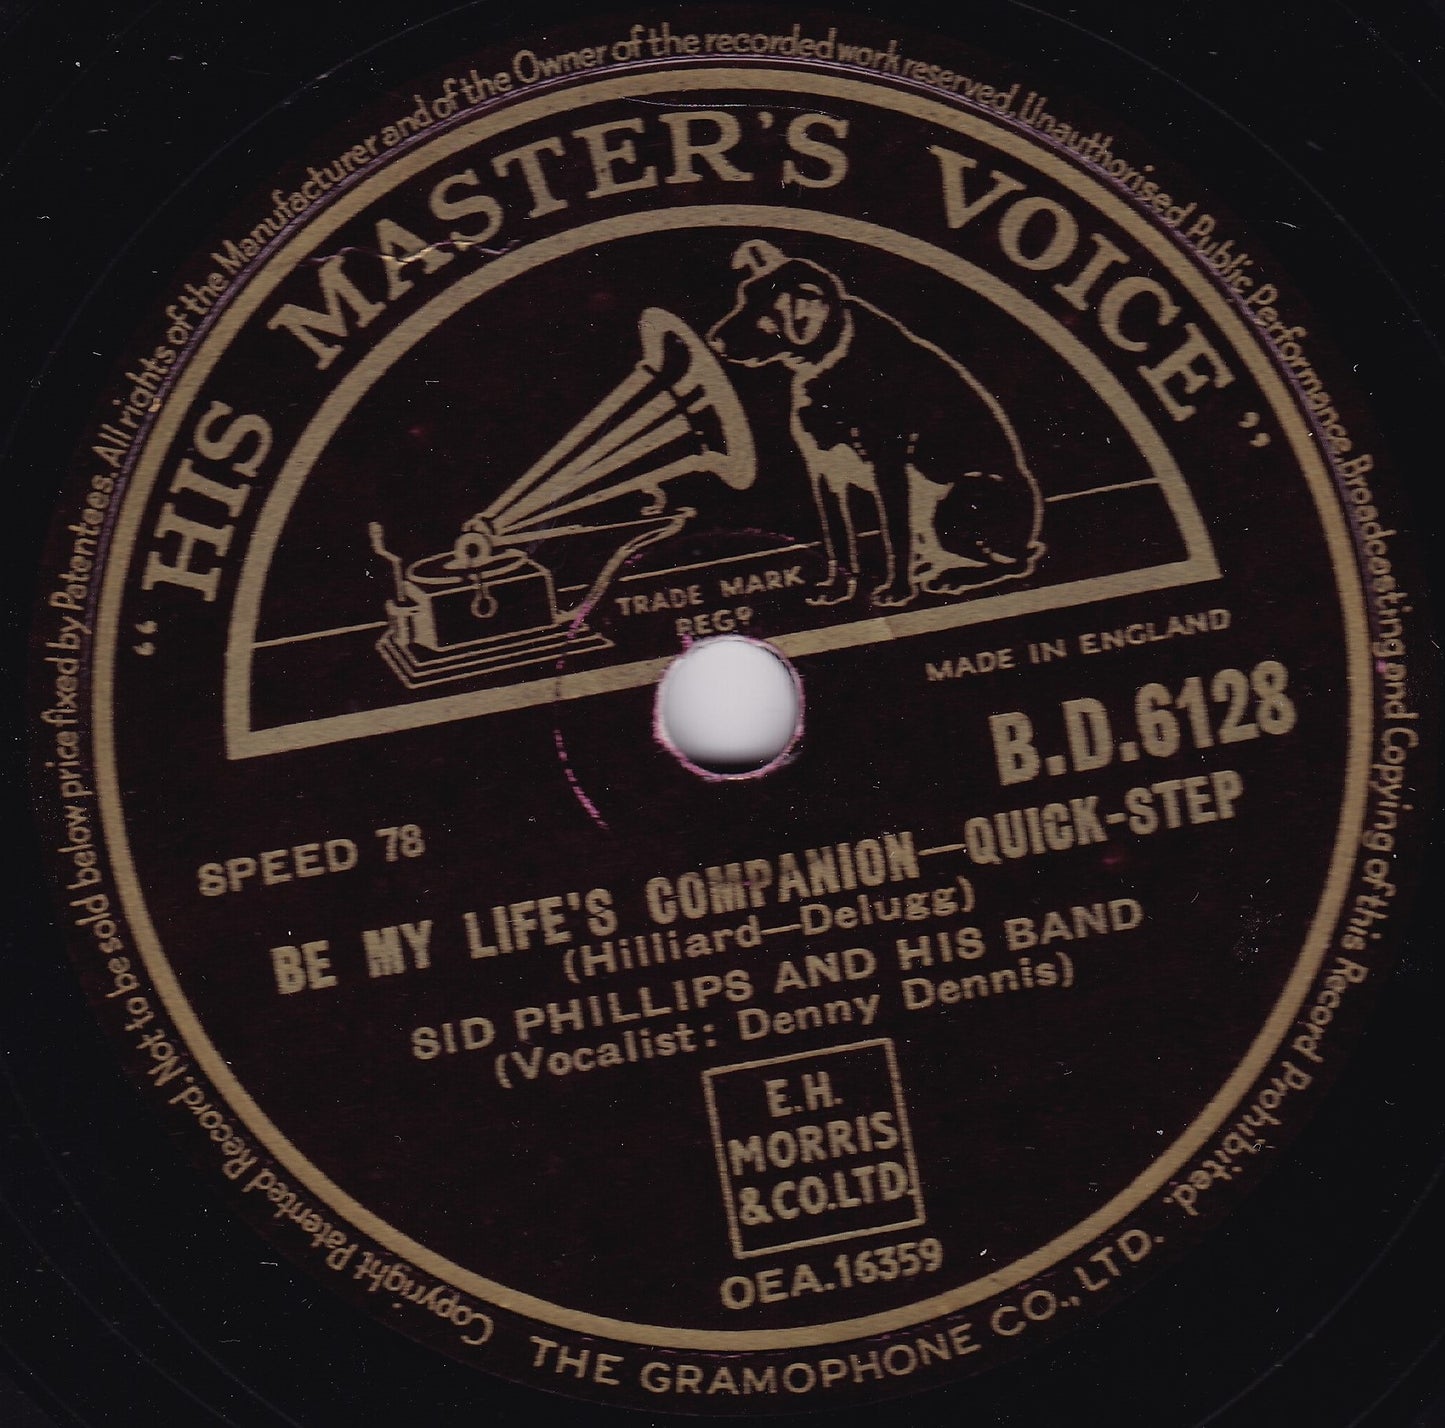 Copyright Patented Record. Not to be sold below price fixed by Patentees. All rights of the Manufacturer and of the Owner of the recorded work reserved. Unauthorised Public Performance, Broadcasting and Copying of this Record Prohibited.
“HIS MASTER'S VOICE”
TRADE MARK
REGD
MADE IN ENGLAND
B.D.6128
SPEED 78
BE MY LIFE'S COMPANION—QUICK-STEP
(Hilliard—Delugg)
SID PHILLIPS AND HIS BAND
(Vocalist: Denny Dennis)
E.H.
MORRIS
& CO.LTD.
OEA.16359
THE GRAMOPHONE CO., LTD.